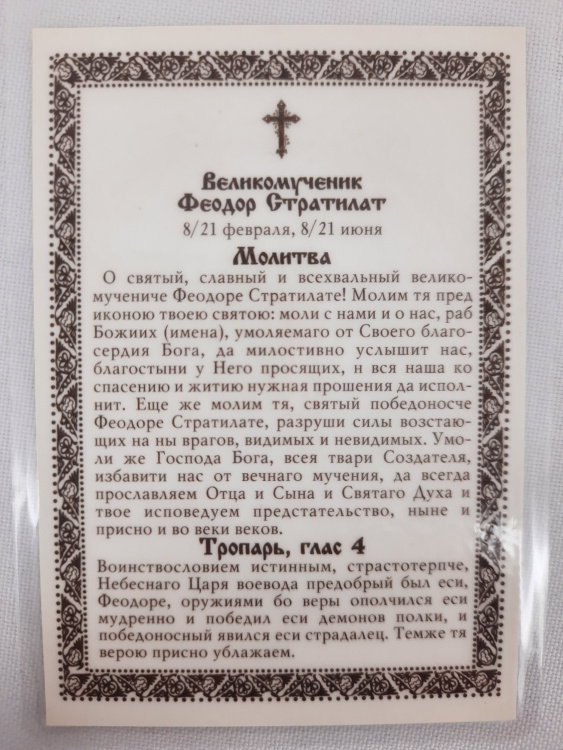 Великомученик
Феодор Стратилат
8/21 февраля, 8/21 июня
Молитва
О святый, славный и всехвальный велико-
мучениче Феодоре Стратилате! Молим тя пред
иконою твоею святою: моли с нами и о нас, раб
Божиих (имена), умоляемаго от Своего благо-
сердия Бога, да милостивно услышит нас,
благостыни у Него просящих, н вся наша ко
спасению и житию нужная прошения да испол-
нит. Еще же молим тя, святый победоносче
Феодоре Стратилате, разруши силы возстаю-
щих на ны врагов, видимых и невидимых. Умо-
ли же Господа Бога, всея твари Создателя,
избавити нас от вечнаго мучения, да всегда
прославляем Отца и Сына и Святаго Духа и
твое исповедуем предстательство, ныне и
присно и во веки веков.
Тропарь, глас 4
Воинствословием истинным, страстотерпче,
Небеснаго Царя воевода предобрый был еси,
Феодоре, оружиями бо веры ополчился еси
мудренно и победил еси демонов полки, и
победоносный явился еси страдалец. Темже тя
верою присно ублажаем.